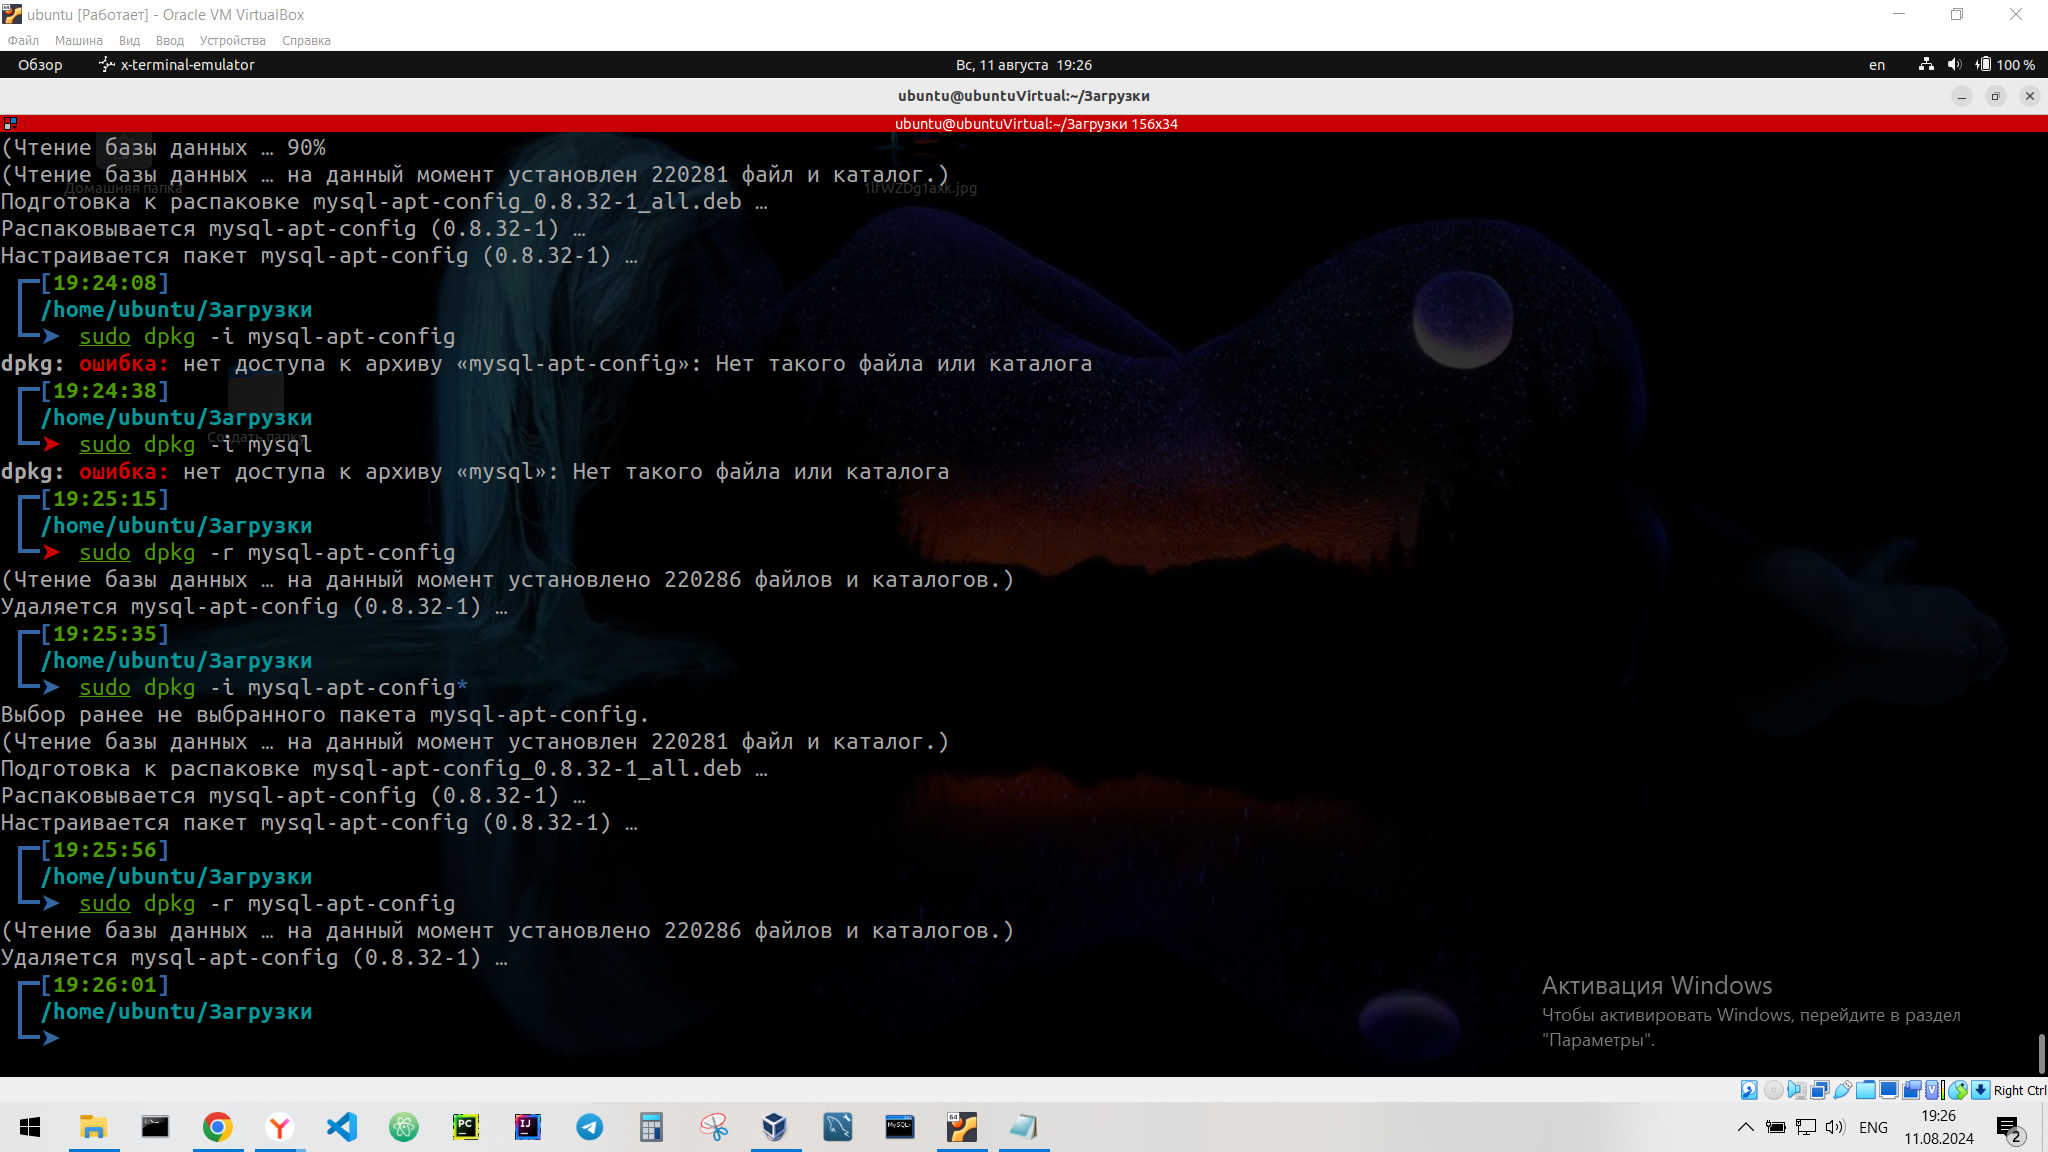 ubuntu [Работает] - Oracle VM VirtualBox
Файл Машина Вид Ввод Устройства Справка
Обзор x-terminal-emulator Вс, 11 августа 19:26 en 100 %
ubuntu@ubuntuVirtual:~/Загрузки
ubuntu@ubuntuVirtual:~/Загрузки 156x34
(Чтение базы данных … 90%
(Чтение базы данных … на данный момент установлен 220281 файл и каталог.)
Домашняя папка
Подготовка к распаковке mysql-apt-config_0.8.32-1_all.deb …
Распаковывается mysql-apt-config (0.8.32-1) …
Настраивается пакет mysql-apt-config (0.8.32-1) …
[19:24:08]
/home/ubuntu/Загрузки
➤ sudo dpkg -i mysql-apt-config
dpkg: ошибка: нет доступа к архиву «mysql-apt-config»: Нет такого файла или каталога
[19:24:38]
/home/ubuntu/Загрузки
➤ sudo dpkg -i mysql
dpkg: ошибка: нет доступа к архиву «mysql»: Нет такого файла или каталога
[19:25:15]
/home/ubuntu/Загрузки
➤ sudo dpkg -r mysql-apt-config
(Чтение базы данных … на данный момент установлено 220286 файлов и каталогов.)
Удаляется mysql-apt-config (0.8.32-1) …
[19:25:35]
/home/ubuntu/Загрузки
➤ sudo dpkg -i mysql-apt-config*
Выбор ранее не выбранного пакета mysql-apt-config.
(Чтение базы данных … на данный момент установлен 220281 файл и каталог.)
Подготовка к распаковке mysql-apt-config_0.8.32-1_all.deb …
Распаковывается mysql-apt-config (0.8.32-1) …
Настраивается пакет mysql-apt-config (0.8.32-1) …
[19:25:56]
/home/ubuntu/Загрузки
➤ sudo dpkg -r mysql-apt-config
(Чтение базы данных … на данный момент установлено 220286 файлов и каталогов.)
Удаляется mysql-apt-config (0.8.32-1) …
[19:26:01]
/home/ubuntu/Загрузки
➤
Активация Windows
Чтобы активировать Windows, перейдите в раздел
"Параметры".
Right Ctrl
ENG 19:26
11.08.2024 2